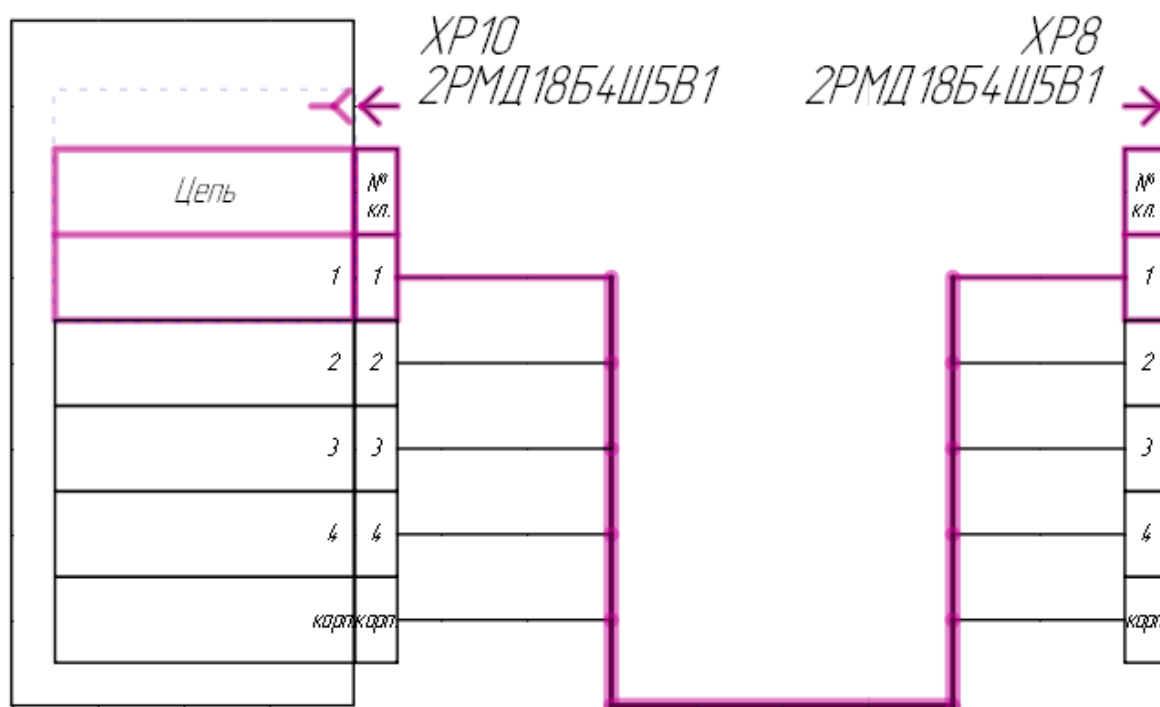 XP10
2РМД18Б4Ш5В1
XP8
2РМД18Б4Ш5В1
Цепь
№
кл.
№
кл.
1 1 1
2 2 2
3 3 3
4 4 4
корп. корп. корп